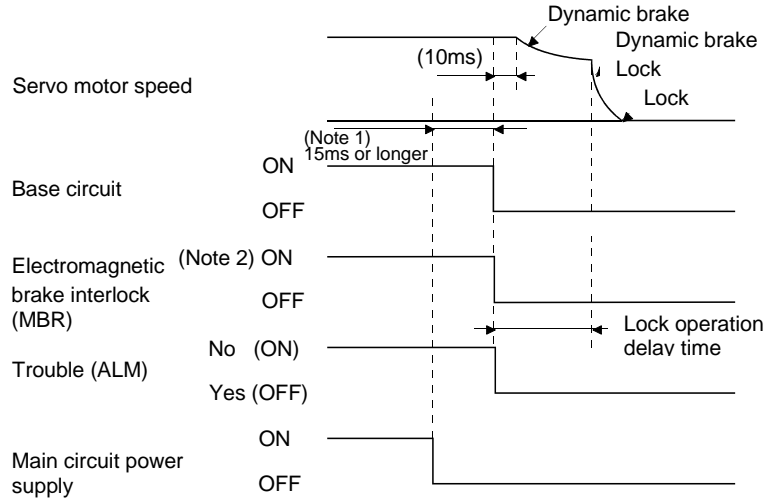 Dynamic brake
Dynamic brake
Lock
Lock
(10ms)
Servo motor speed
(Note 1)
15ms or longer
ON
Base circuit
OFF
(Note 2) ON
Electromagnetic
brake interlock
(MBR)
OFF
Lock operation
delay time
No (ON)
Trouble (ALM)
Yes (OFF)
ON
Main circuit power
supply
OFF